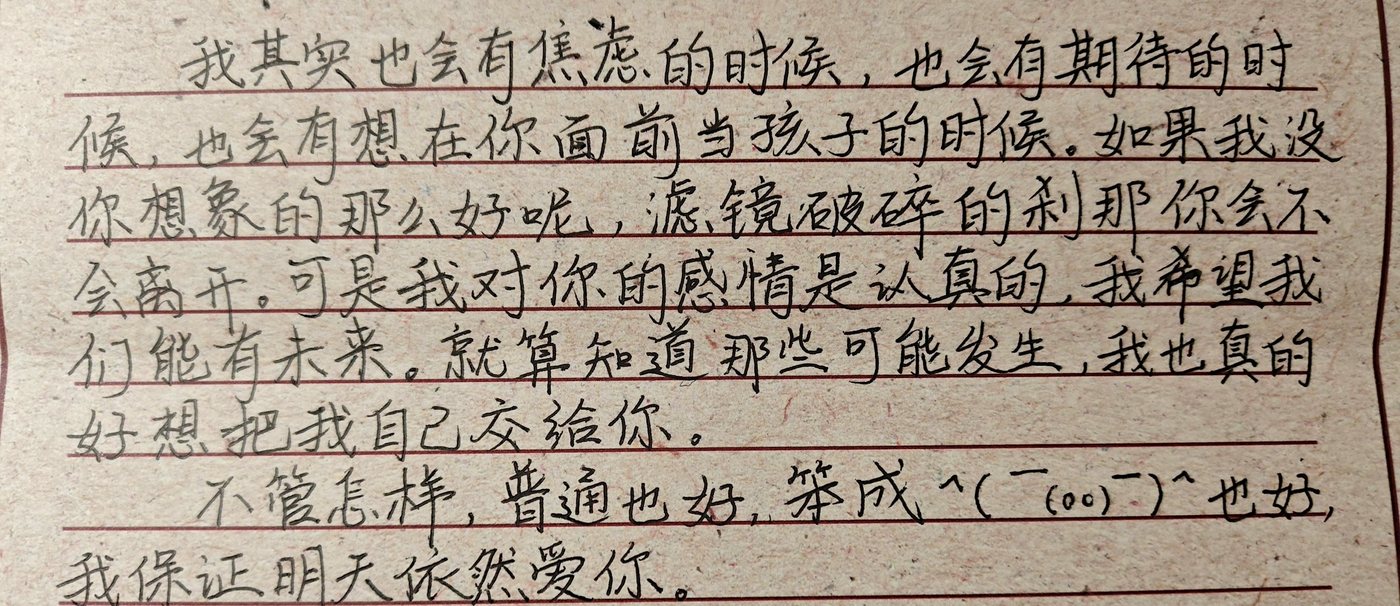 我其实也会有焦虑的时候，也会有期待的时
候，也会有想在你面前当孩子的时候。如果我没
你想象的那么好呢，滤镜破碎的刹那你会不
会离开。可是我对你的感情是认真的，我希望我
们能有未来。就算知道那些可能发生，我也真的
好想把我自己交给你。
不管怎样，普通也好，笨成^(￣(oo)￣)^也好，
我保证明天依然爱你。